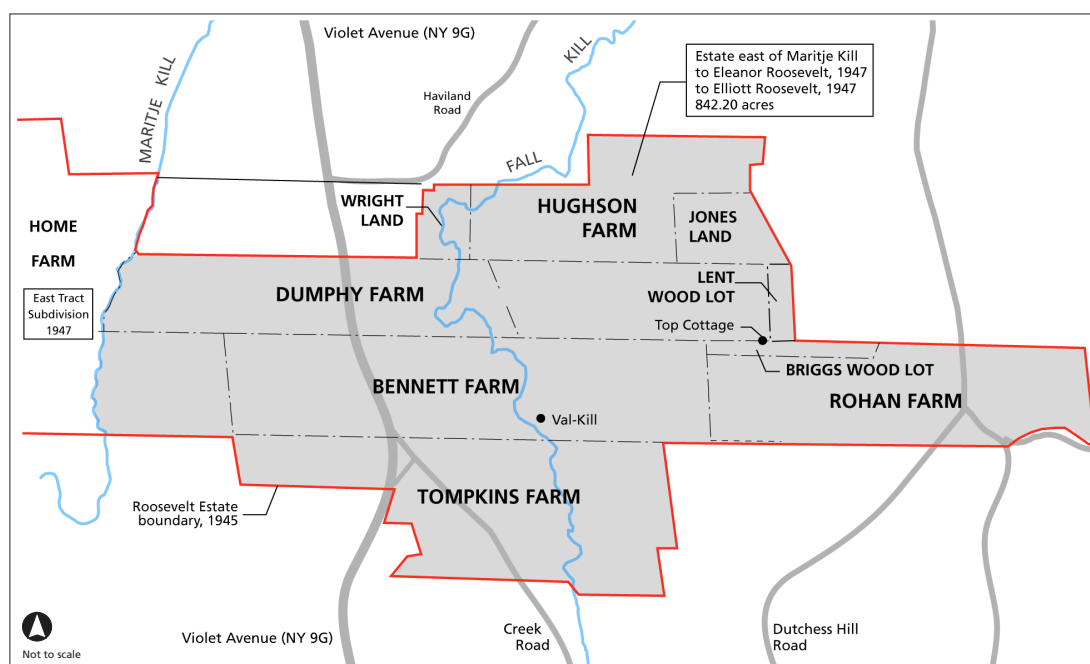 Violet Avenue (NY 9G)
KILL
MARITJE KILL
Haviland
Road
Estate east of Maritje Kill
to Eleanor Roosevelt, 1947
to Elliott Roosevelt, 1947
842.20 acres
FALL
WRIGHT
LAND
HUGHSON
FARM
JONES
LAND
HOME
FARM
LENT
WOOD LOT
DUMPHY FARM
East Tract
Subdivision
1947
Top Cottage
BRIGGS WOOD LOT
BENNETT FARM
ROHAN FARM
Val-Kill
TOMPKINS FARM
Roosevelt Estate
boundary, 1945
Violet Avenue (NY 9G)
Creek
Road
Dutchess Hill
Road
Not to scale